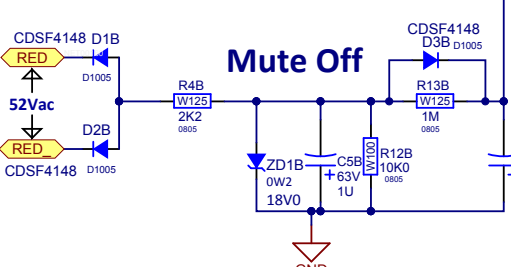 CDSF4148 D1B
RED
D1005
52Vac
D2B
RED_
CDSF4148 D1005
Mute Off
R4B
W125
2K2
0805
CDSF4148
D3B D1005
R13B
W125
1M
0805
ZD1B
0W2
18V0
C5B
+ 63V
1U
W100
R12B
10K0
0805
+
GND